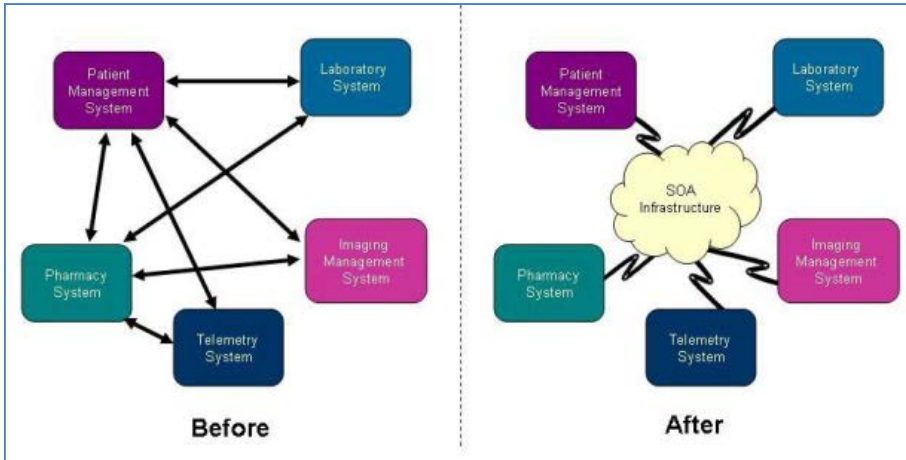 Patient
Management
System
Laboratory
System
Pharmacy
System
Imaging
Management
System
Telemetry
System
Before
Patient
Management
System
Laboratory
System
SOA
Infrastructure
Pharmacy
System
Imaging
Management
System
Telemetry
System
After